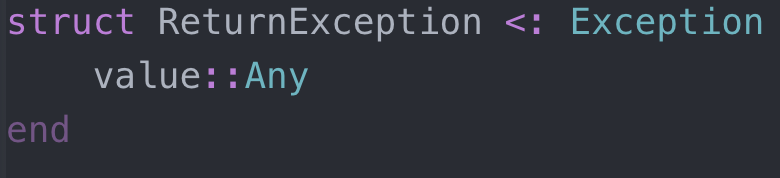 struct ReturnException <: Exception
    value::Any
end